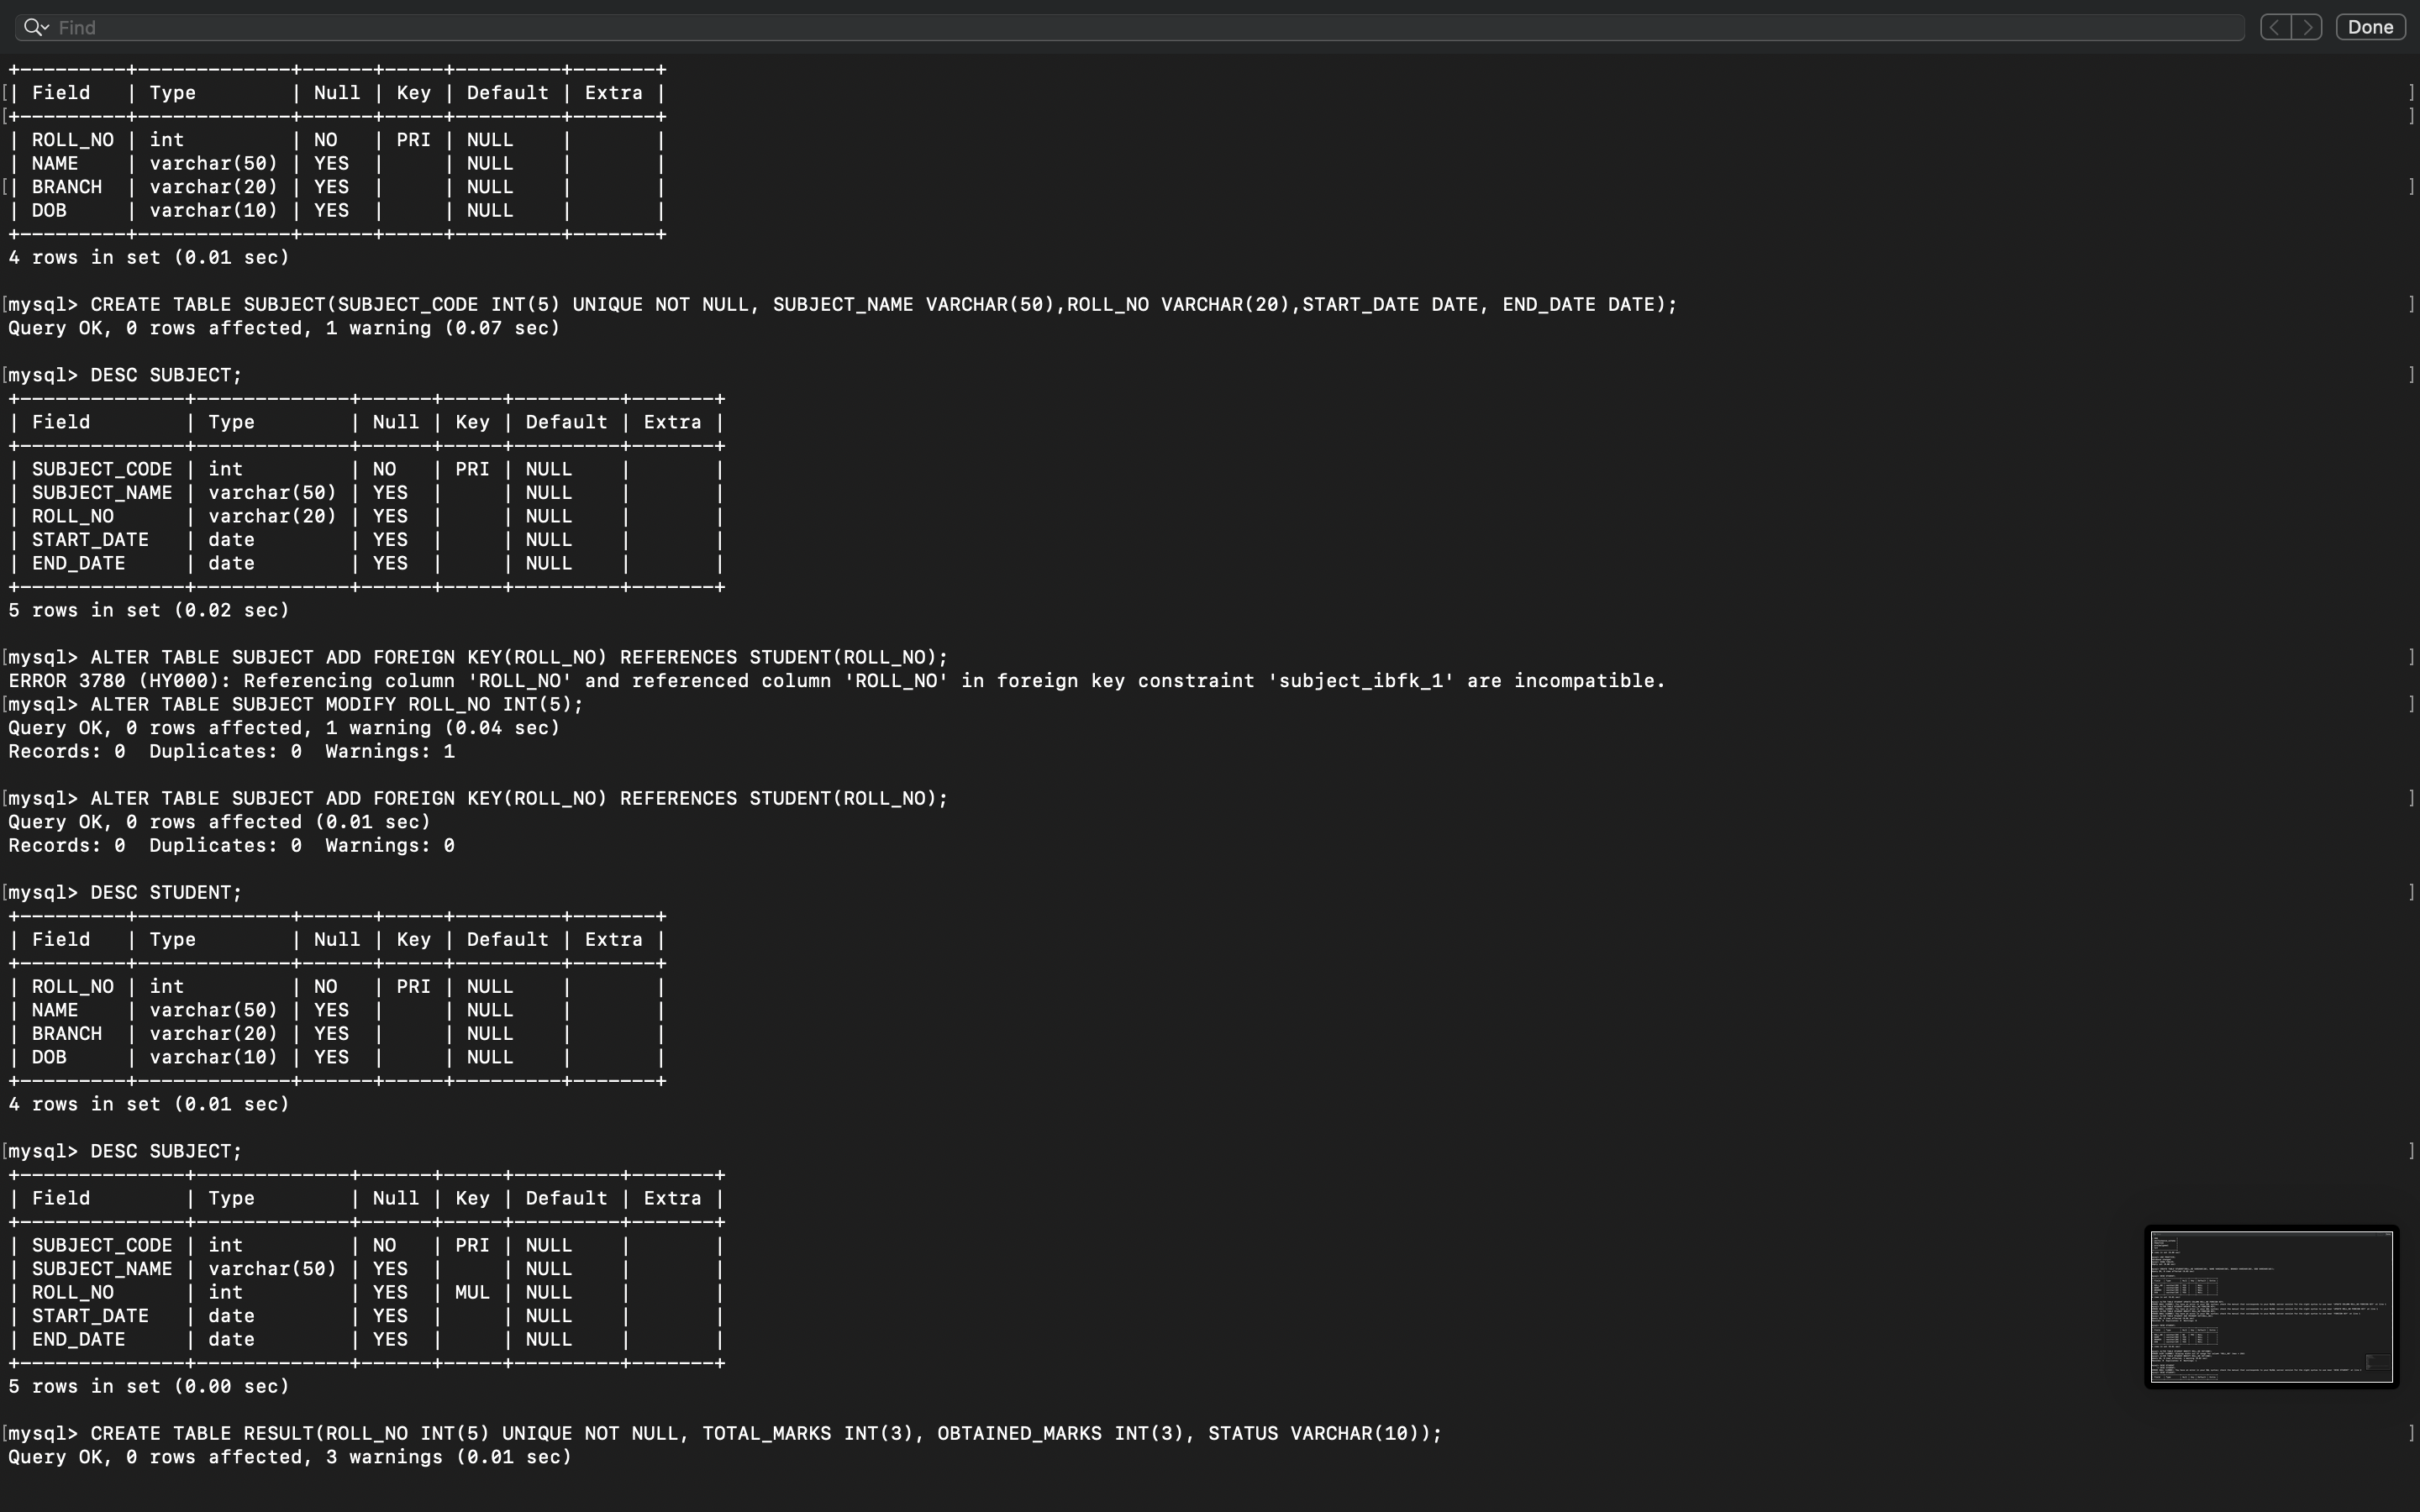 Find
Done
+---------+-------------+------+-----+---------+-------+
| Field   | Type        | Null | Key | Default | Extra |
+---------+-------------+------+-----+---------+-------+
| ROLL_NO | int         | NO   | PRI | NULL    |       |
| NAME    | varchar(50) | YES  |     | NULL    |       |
| BRANCH  | varchar(20) | YES  |     | NULL    |       |
| DOB     | varchar(10) | YES  |     | NULL    |       |
+---------+-------------+------+-----+---------+-------+
4 rows in set (0.01 sec)
mysql> CREATE TABLE SUBJECT(SUBJECT_CODE INT(5) UNIQUE NOT NULL, SUBJECT_NAME VARCHAR(50),ROLL_NO VARCHAR(20),START_DATE DATE, END_DATE DATE);
Query OK, 0 rows affected, 1 warning (0.07 sec)
mysql> DESC SUBJECT;
+--------------+-------------+------+-----+---------+-------+
| Field        | Type        | Null | Key | Default | Extra |
+--------------+-------------+------+-----+---------+-------+
| SUBJECT_CODE | int         | NO   | PRI | NULL    |       |
| SUBJECT_NAME | varchar(50) | YES  |     | NULL    |       |
| ROLL_NO      | varchar(20) | YES  |     | NULL    |       |
| START_DATE   | date        | YES  |     | NULL    |       |
| END_DATE     | date        | YES  |     | NULL    |       |
+--------------+-------------+------+-----+---------+-------+
5 rows in set (0.02 sec)
mysql> ALTER TABLE SUBJECT ADD FOREIGN KEY(ROLL_NO) REFERENCES STUDENT(ROLL_NO);
ERROR 3780 (HY000): Referencing column 'ROLL_NO' and referenced column 'ROLL_NO' in foreign key constraint 'subject_ibfk_1' are incompatible.
mysql> ALTER TABLE SUBJECT MODIFY ROLL_NO INT(5);
Query OK, 0 rows affected, 1 warning (0.04 sec)
Records: 0  Duplicates: 0  Warnings: 1
mysql> ALTER TABLE SUBJECT ADD FOREIGN KEY(ROLL_NO) REFERENCES STUDENT(ROLL_NO);
Query OK, 0 rows affected (0.01 sec)
Records: 0  Duplicates: 0  Warnings: 0
mysql> DESC STUDENT;
+---------+-------------+------+-----+---------+-------+
| Field   | Type        | Null | Key | Default | Extra |
+---------+-------------+------+-----+---------+-------+
| ROLL_NO | int         | NO   | PRI | NULL    |       |
| NAME    | varchar(50) | YES  |     | NULL    |       |
| BRANCH  | varchar(20) | YES  |     | NULL    |       |
| DOB     | varchar(10) | YES  |     | NULL    |       |
+---------+-------------+------+-----+---------+-------+
4 rows in set (0.01 sec)
mysql> DESC SUBJECT;
+--------------+-------------+------+-----+---------+-------+
| Field        | Type        | Null | Key | Default | Extra |
+--------------+-------------+------+-----+---------+-------+
| SUBJECT_CODE | int         | NO   | PRI | NULL    |       |
| SUBJECT_NAME | varchar(50) | YES  |     | NULL    |       |
| ROLL_NO      | int         | YES  | MUL | NULL    |       |
| START_DATE   | date        | YES  |     | NULL    |       |
| END_DATE     | date        | YES  |     | NULL    |       |
+--------------+-------------+------+-----+---------+-------+
5 rows in set (0.00 sec)
mysql> CREATE TABLE RESULT(ROLL_NO INT(5) UNIQUE NOT NULL, TOTAL_MARKS INT(3), OBTAINED_MARKS INT(3), STATUS VARCHAR(10));
Query OK, 0 rows affected, 3 warnings (0.01 sec)